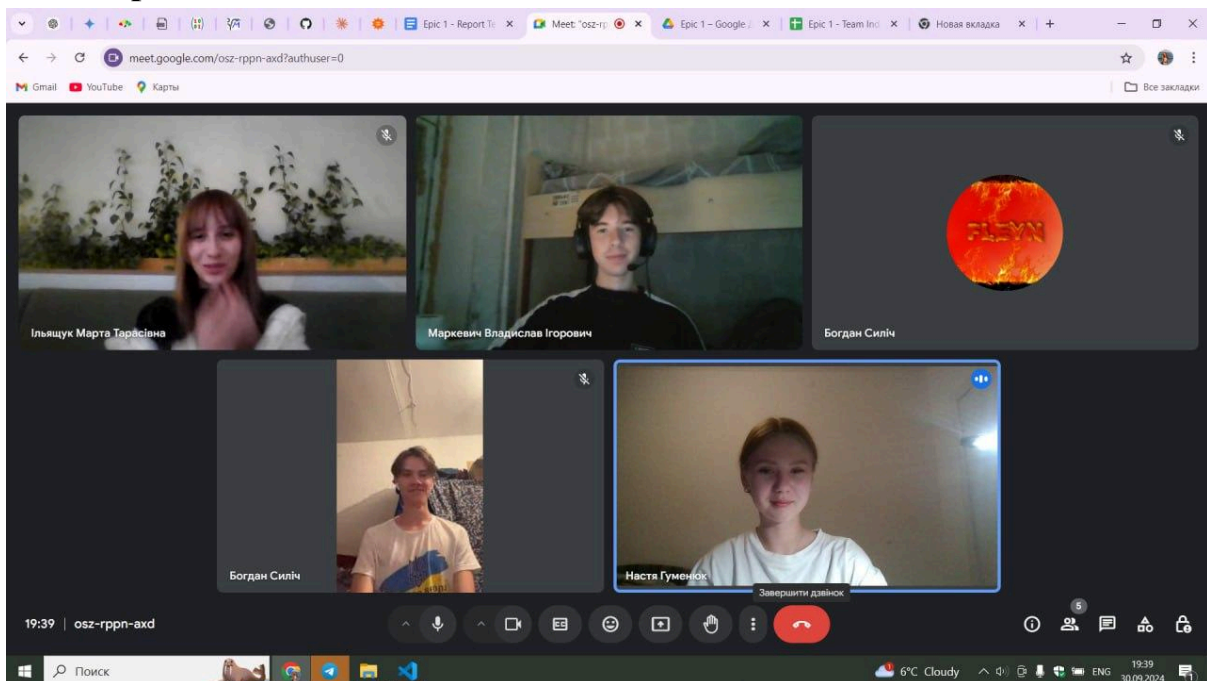 Epic 1 - Report Te
Meet: "osz-rp
Epic 1 – Google
Epic 1 - Team Inc
Новая вкладка
meet.google.com/osz-rppn-axd?authuser=0
Gmail
YouTube
Карты
Все закладки
Ільящук Марта Тарасівна
Маркевич Владислав Ігорович
FLEYN
Богдан Силіч
Богдан Силіч
Настя Гуменюк
Завершити дзвінок
19:39 | osz-rppn-axd
5
Поиск
6°C Cloudy
ENG
19:39
30.09.2024